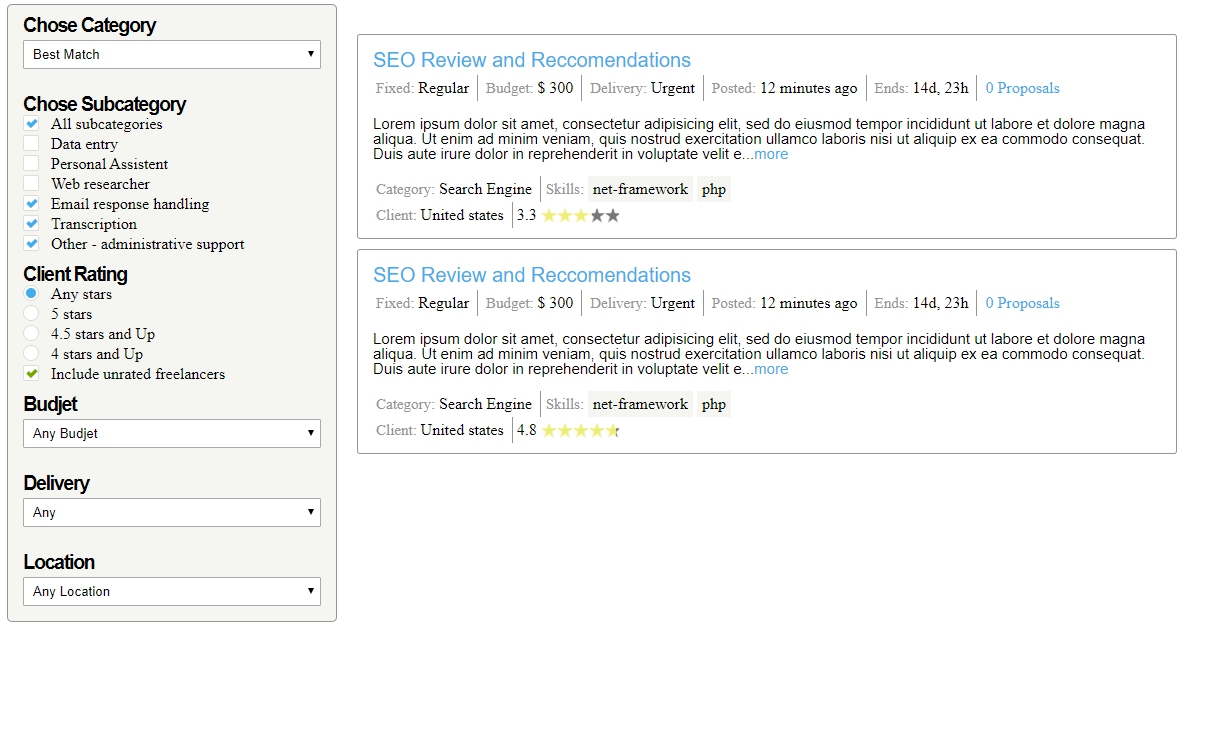 Chose Category
Best Match
Chose Subcategory
All subcategories
Data entry
Personal Assistent
Web researcher
Email response handling
Transcription
Other - administrative support
Client Rating
Any stars
5 stars
4.5 stars and Up
4 stars and Up
Include unrated freelancers
Budjet
Any Budjet
Delivery
Any
Location
Any Location
SEO Review and Reccomendations
Fixed: Regular Budget: $ 300 Delivery: Urgent Posted: 12 minutes ago Ends: 14d, 23h 0 Proposals
Lorem ipsum dolor sit amet, consectetur adipisicing elit, sed do eiusmod tempor incididunt ut labore et dolore magna
aliqua. Ut enim ad minim veniam, quis nostrud exercitation ullamco laboris nisi ut aliquip ex ea commodo consequat.
Duis aute irure dolor in reprehenderit in voluptate velit e...more
Category: Search Engine Skills: net-framework php
Client: United states 3.3
SEO Review and Reccomendations
Fixed: Regular Budget: $ 300 Delivery: Urgent Posted: 12 minutes ago Ends: 14d, 23h 0 Proposals
Lorem ipsum dolor sit amet, consectetur adipisicing elit, sed do eiusmod tempor incididunt ut labore et dolore magna
aliqua. Ut enim ad minim veniam, quis nostrud exercitation ullamco laboris nisi ut aliquip ex ea commodo consequat.
Duis aute irure dolor in reprehenderit in voluptate velit e...more
Category: Search Engine Skills: net-framework php
Client: United states 4.8